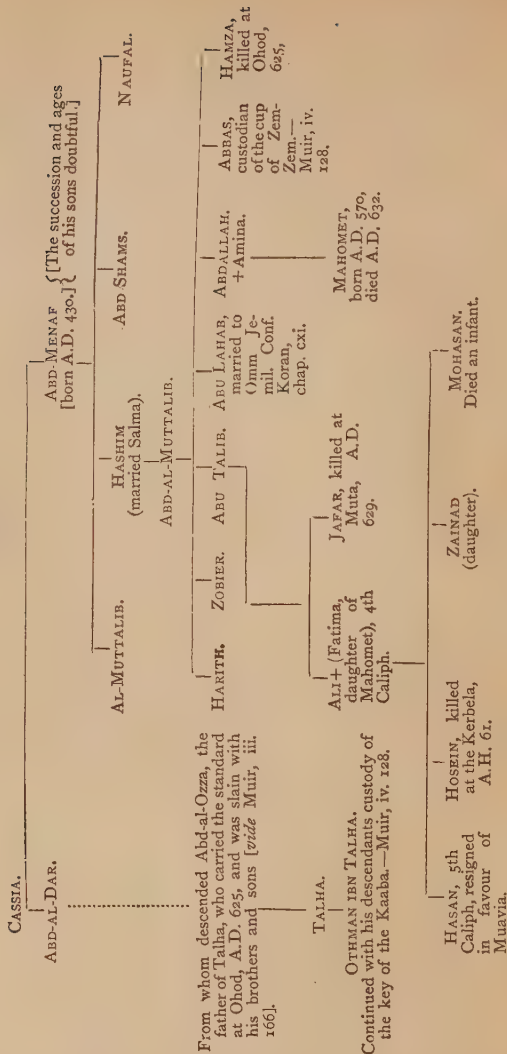 CASSIA.
ABD-AL-DAR.
ABD-MENAF
[born A.D. 430.]
{[The succession and ages
of his sons doubtful.]
AL-MUTTALIB.
HASHIM
(married Salma).
ABD SHAMS.
NAUFAL.
ABD-AL-MUTTALIB.
From whom descended Abd-al-Ozza, the
father of Talha, who carried the standard
at Ohod, A.D. 625, and was slain with
his brothers and sons [vide Muir, iii.
166].
HARITH.
ZOBIER.
ABU TALIB.
ABU LAHAB,
married to
Omm Je-
mil. Conf.
Koran,
chap. cxi.
ABDALLAH.
+Amina.
ABBAS,
custodian
of the cup
of Zem-
Zem.—
Muir, iv.
128.
HAMZA,
killed at
Ohod,
625,
TALHA.
OTHMAN IBN TALHA.
Continued with his descendants custody of
the key of the Kaaba.—Muir, iv. 128.
ALI+(Fatima,
daughter of
Mahomet), 4th
Caliph.
JAFAR, killed at
Muta, A.D.
629.
MAHOMET,
born A.D. 570,
died A.D. 632.
HASAN, 5th
Caliph, resigned
in favour of
Muavia.
HOSEIN, killed
at the Kerbela,
A.H. 61.
ZAINAD
(daughter).
MOHASAN.
Died an infant.